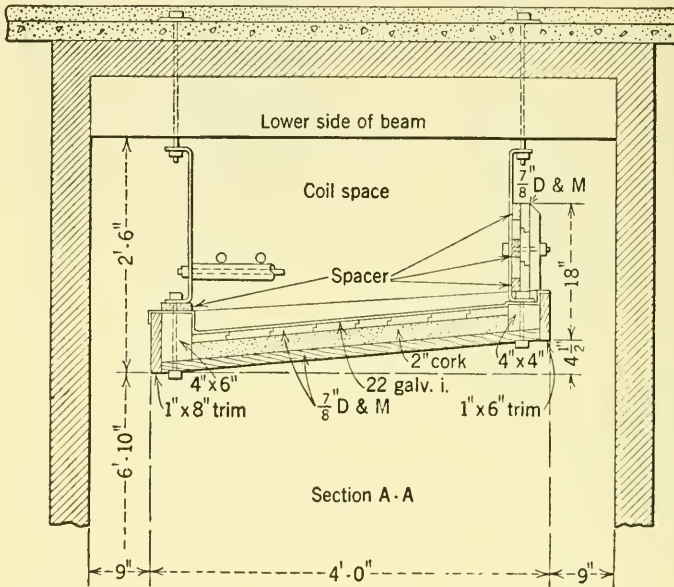 Lower side of beam
7/8" D & M
Coil space
2'-6"
18"
Spacer
4"x6"
2" cork
4"x4"
4 1/2"
22 galv. i.
1"x8" trim
7/8" D & M
1"x6" trim
6'-10"
Section A-A
9"
4'-0"
9"